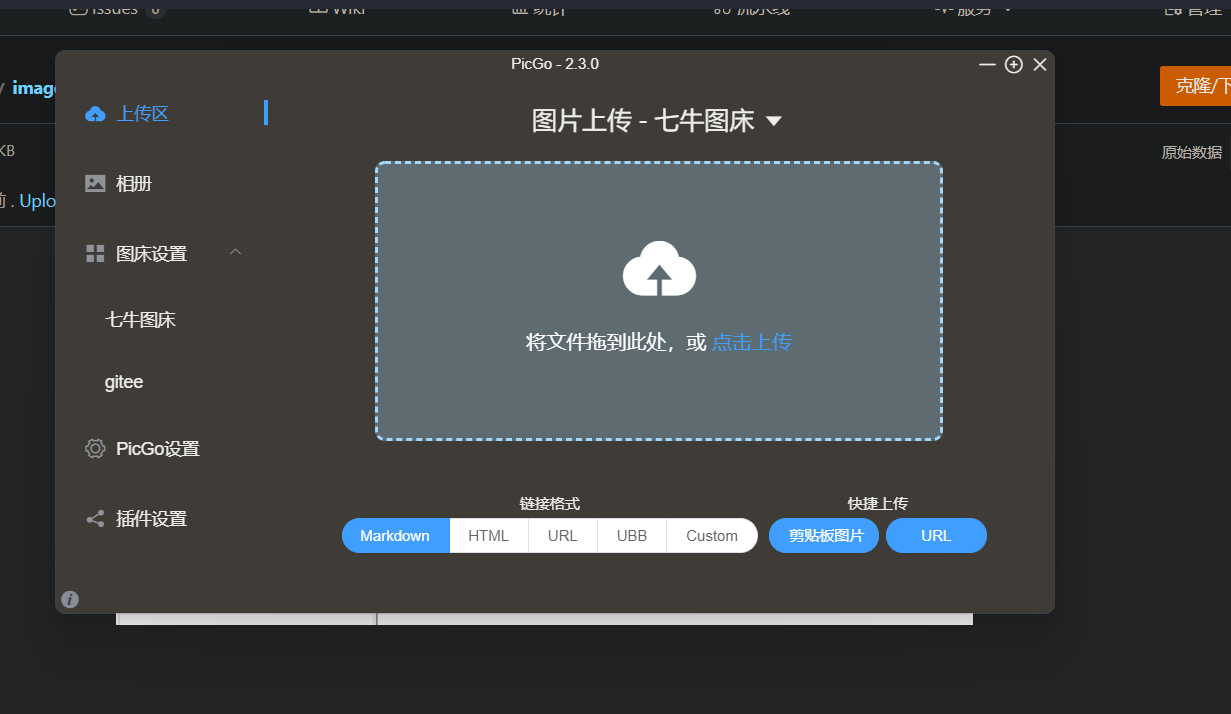 Issues 0
Wiki
统计
流水线
服务
管理
PicGo - 2.3.0
/ imag
克隆/下
上传区
图片上传 - 七牛图床
KB
原始数据
相册
前 . Uplo
图床设置
七牛图床
将文件拖到此处，或 点击上传
gitee
PicGo设置
链接格式
快捷上传
插件设置
Markdown
HTML
URL
UBB
Custom
剪贴板图片
URL